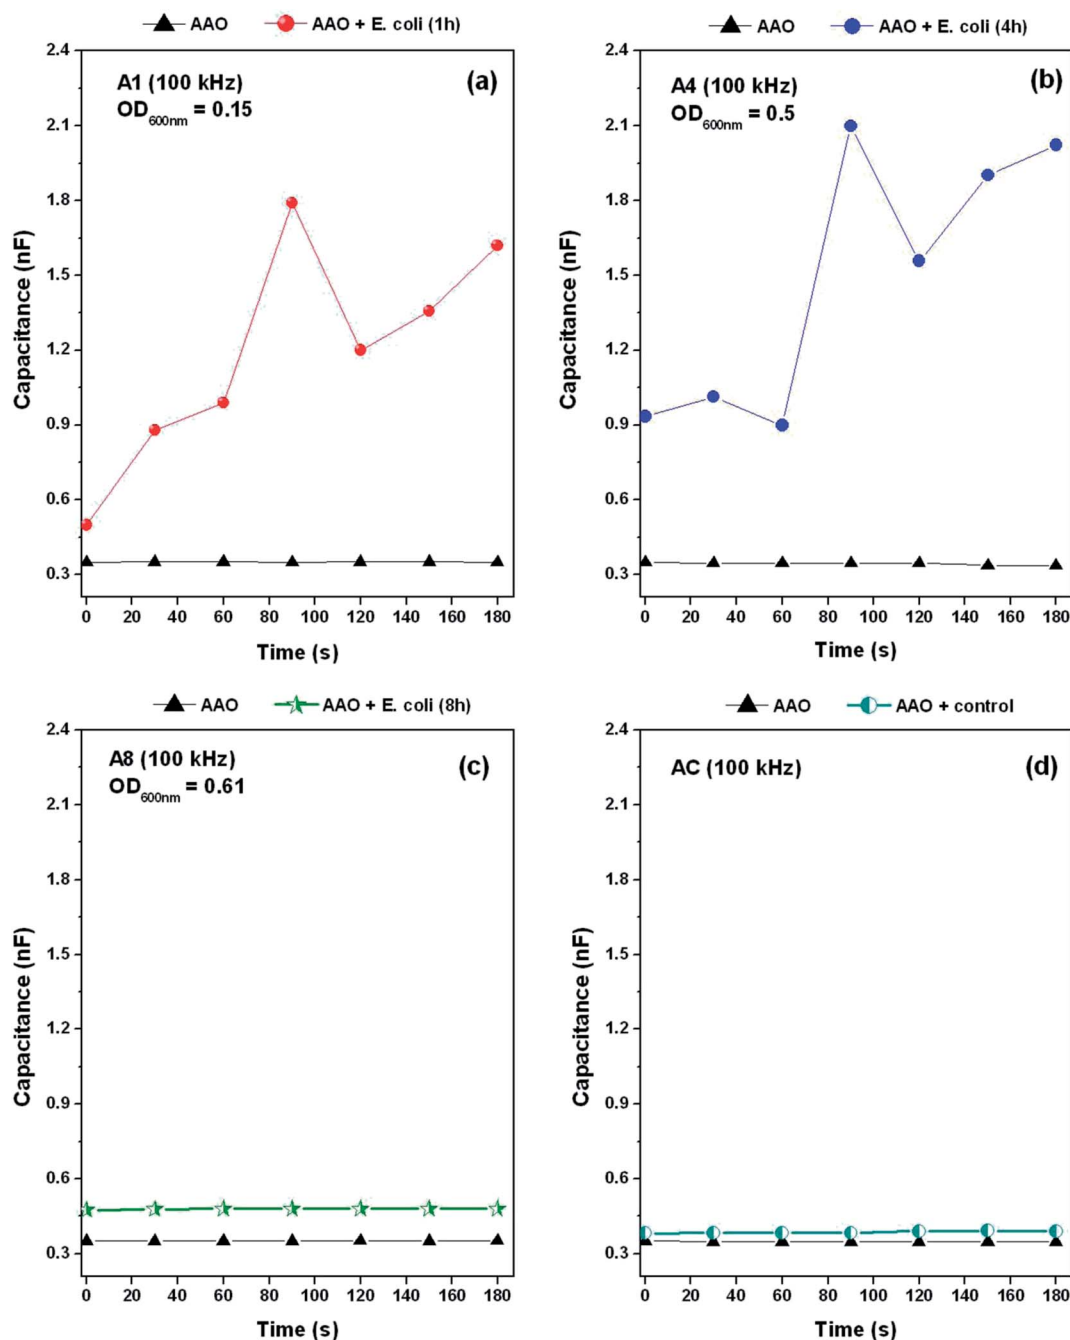 AAO AAO + E. coli (1h)
A1 (100 kHz) (a)
OD600nm = 0.15
2.4
2.1
1.8
1.5
1.2
0.9
0.6
0.3
Capacitance (nF)
0 20 40 60 80 100 120 140 160 180
Time (s)
AAO AAO + E. coli (4h)
A4 (100 kHz) (b)
OD600nm = 0.5
2.4
2.1
1.8
1.5
1.2
0.9
0.6
0.3
Capacitance (nF)
0 20 40 60 80 100 120 140 160 180
Time (s)
AAO AAO + E. coli (8h)
A8 (100 kHz) (c)
OD600nm = 0.61
2.4
2.1
1.8
1.5
1.2
0.9
0.6
0.3
Capacitance (nF)
0 20 40 60 80 100 120 140 160 180
Time (s)
AAO AAO + control
AC (100 kHz) (d)
2.4
2.1
1.8
1.5
1.2
0.9
0.6
0.3
Capacitance (nF)
0 20 40 60 80 100 120 140 160 180
Time (s)